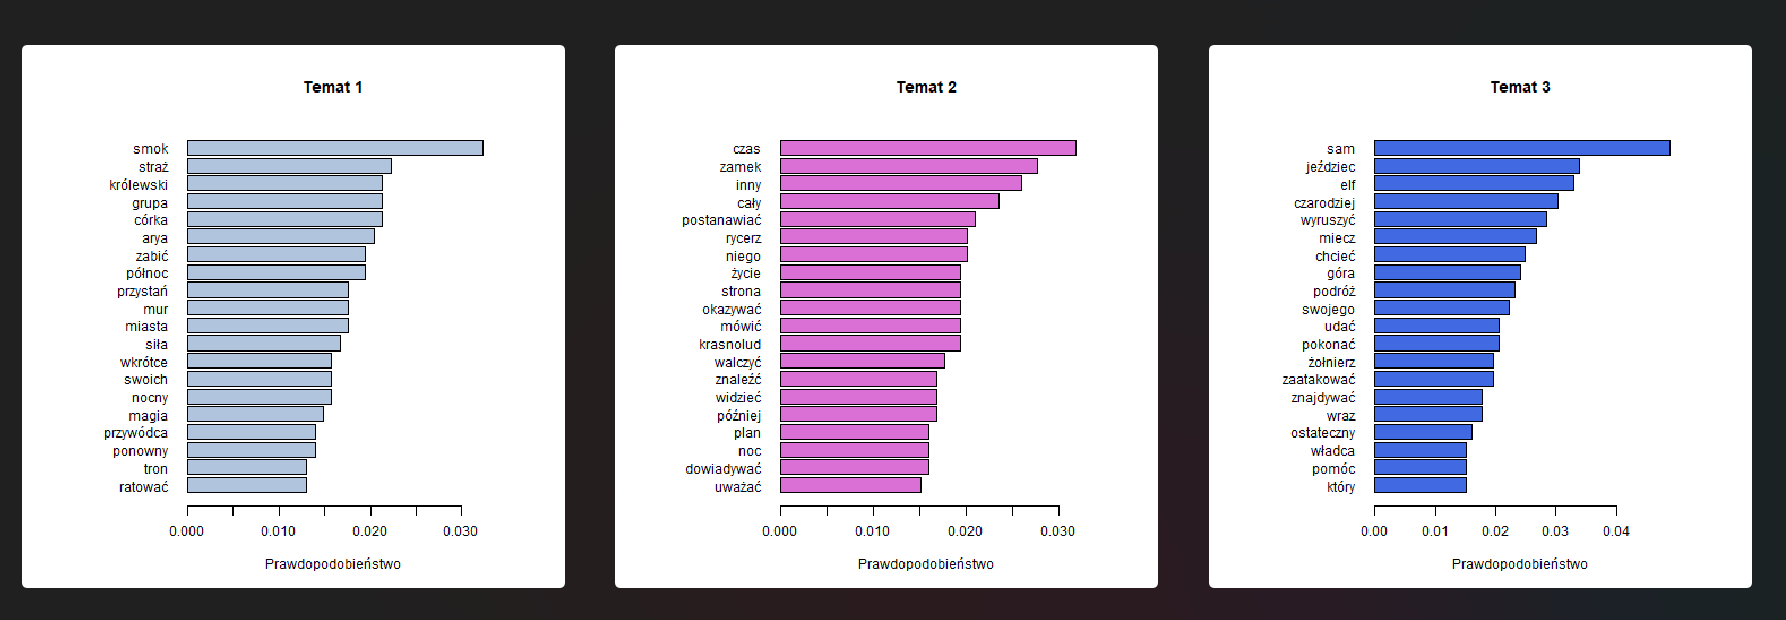 Temat 1
smok
straż
królewski
grupa
córka
arya
zabić
północ
przystań
mur
miasta
siła
wkrótce
swoich
nocny
magia
przywódca
ponowny
tron
ratować
0.000 0.010 0.020 0.030
Prawdopodobieństwo
Temat 2
czas
zamek
inny
cały
postanawiać
rycerz
niego
życie
strona
okazywać
mówić
krasnolud
walczyć
znaleźć
widzieć
później
plan
noc
dowiadywać
uważać
0.000 0.010 0.020 0.030
Prawdopodobieństwo
Temat 3
sam
jeździec
elf
czarodziej
wyruszyć
miecz
chcieć
góra
podróż
swojego
udać
pokonać
żołnierz
zaatakować
znajdywać
wraz
ostateczny
władca
pomóc
który
0.00 0.01 0.02 0.03 0.04
Prawdopodobieństwo